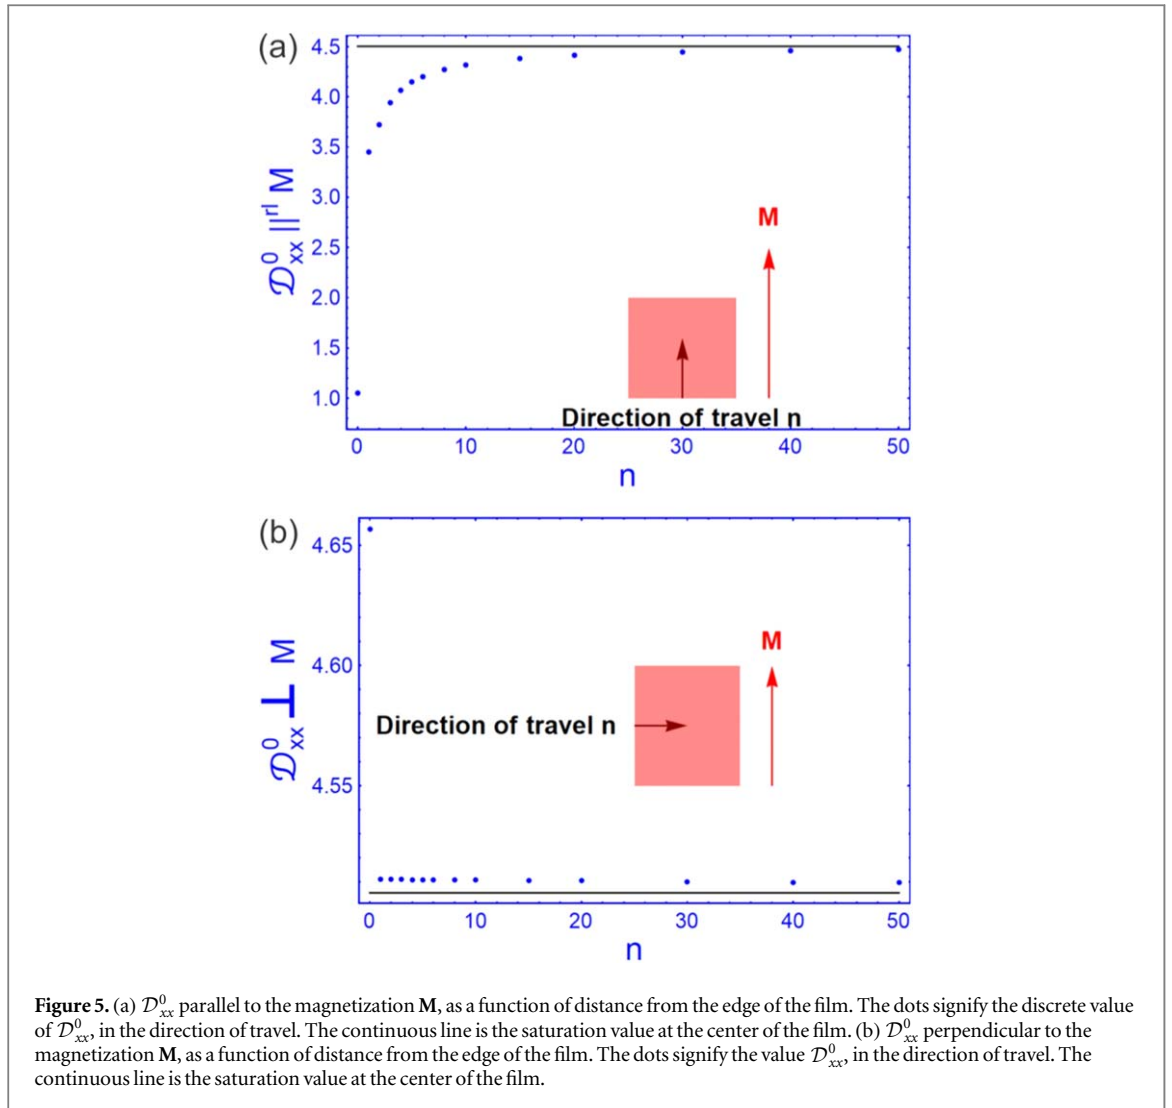 (a)
4.5
4.0
3.5
3.0
2.5
2.0
1.5
1.0
𝒟⁰xx ||ʳˡ M
M
Direction of travel n
0 10 20 30 40 50
n
(b)
4.65
4.60
4.55
𝒟⁰xx ⊥ M
M
Direction of travel n
0 10 20 30 40 50
n
Figure 5. (a) 𝒟⁰xx parallel to the magnetization M, as a function of distance from the edge of the film. The dots signify the discrete value
of 𝒟⁰xx, in the direction of travel. The continuous line is the saturation value at the center of the film. (b) 𝒟⁰xx perpendicular to the
magnetization M, as a function of distance from the edge of the film. The dots signify the value 𝒟⁰xx, in the direction of travel. The
continuous line is the saturation value at the center of the film.